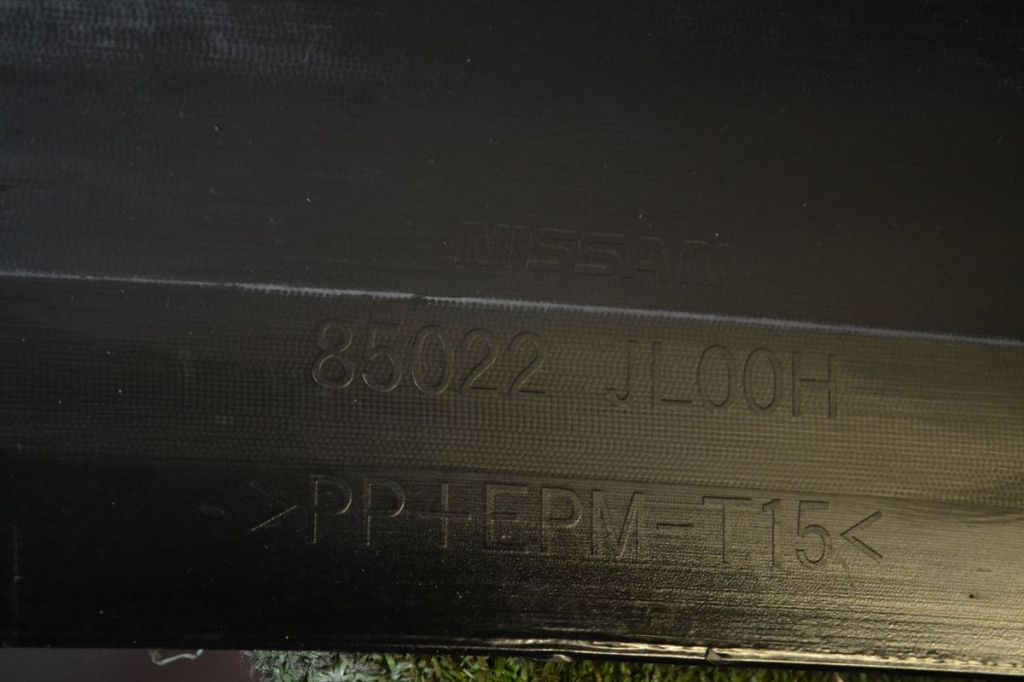 NISSAN
85022 JL00H
>PP+EPM-T15<